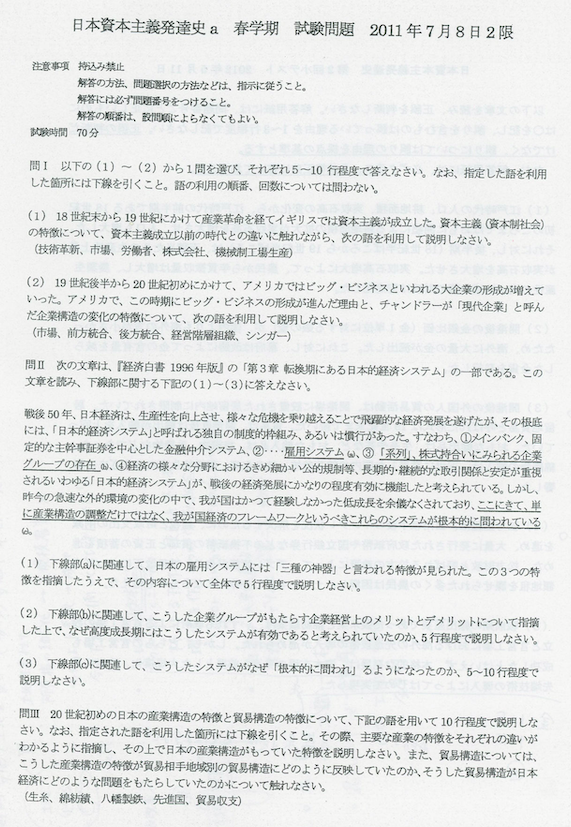 日本資本主義発達史a　春学期　試験問題　2011年7月8日2限
注意事項　持込み禁止
解答の方法、問題選択の方法などは、指示に従うこと。
解答には必ず問題番号をつけること。
解答の順番は、設問順によらなくてもよい。
試験時間　70分
問Ⅰ　以下の（1）～（2）から1問を選び、それぞれ5～10行程度で答えなさい。なお、指定した語を利用
した箇所には下線を引くこと。語の利用の順番、回数については問わない。
（1）18世紀末から19世紀にかけて産業革命を経てイギリスでは資本主義が成立した。資本主義（資本制社会）
の特徴について、資本主義成立以前の時代との違いに触れながら、次の語を利用して説明しなさい。
（技術革新、市場、労働者、株式会社、機械制工場生産）
（2）19世紀後半から20世紀初めにかけて、アメリカではビッグ・ビジネスといわれる大企業の形成が増えて
いった。アメリカで、この時期にビッグ・ビジネスの形成が進んだ理由と、チャンドラーが「現代企業」と呼ん
だ企業構造の変化の特徴について、次の語を利用して説明しなさい。
（市場、前方統合、後方統合、経営階層組織、シンガー）
問Ⅱ　次の文章は、『経済白書 1996年版』の「第3章 転換期にある日本的経済システム」の一部である。この
文章を読み、下線部に関する下記の（1）～（3）に答えなさい。
戦後50年、日本経済は、生産性を向上させ、様々な危機を乗り越えることで飛躍的な経済発展を遂げたが、その根底
には、「日本的経済システム」と呼ばれる独自の制度的枠組み、あるいは慣行があった。すなわち、①メインバンク、固
定的な主幹事証券を中心とした金融仲介システム、②‥‥雇用システム(a)、③「系列」、株式持合いにみられる企業
グループの存在(b)、④経済の様々な分野におけるきめ細かい公的規制等、長期的・継続的な取引関係と安定が重視
されるいわゆる「日本的経済システム」が、戦後の経済発展にかなりの程度有効に機能したと考えられている。しかし、
昨今の急速な内外環境の変化の中で、我が国はかつて経験しなかった低成長を余儀なくされており、ここにきて、単
に産業構造の調整だけではなく、我が国経済のフレームワークというべきこれらのシステムが根本的に問われている
(c)。
（1）下線部(a)に関連して、日本の雇用システムには「三種の神器」と言われる特徴が見られた。この3つの特
徴を指摘したうえで、その内容について全体で5行程度で説明しなさい。
（2）下線部(b)に関連して、こうした企業グループがもたらす企業経営上のメリットとデメリットについて指摘
した上で、なぜ高度成長期にはこうしたシステムが有効であると考えられていたのか、5行程度で説明しなさい。
（3）下線部(c)に関連して、こうしたシステムがなぜ「根本的に問われ」るようになったのか、5～10行程度で
説明しなさい。
問Ⅲ　20世紀初めの日本の産業構造の特徴と貿易構造の特徴について、下記の語を用いて10行程度で説明しな
さい。なお、指定された語を利用した箇所には下線を引くこと。その際、主要な産業の特徴をそれぞれの違いが
わかるように指摘し、その上で日本の産業構造がもっていた特徴を説明しなさい。また、貿易構造については、
こうした産業構造の特徴が貿易相手地域別の貿易構造にどのように反映していたのか、そうした貿易構造が日本
経済にどのような問題をもたらしていたのかについて触れなさい。
（生糸、綿紡績、八幡製鉄、先進国、貿易収支）